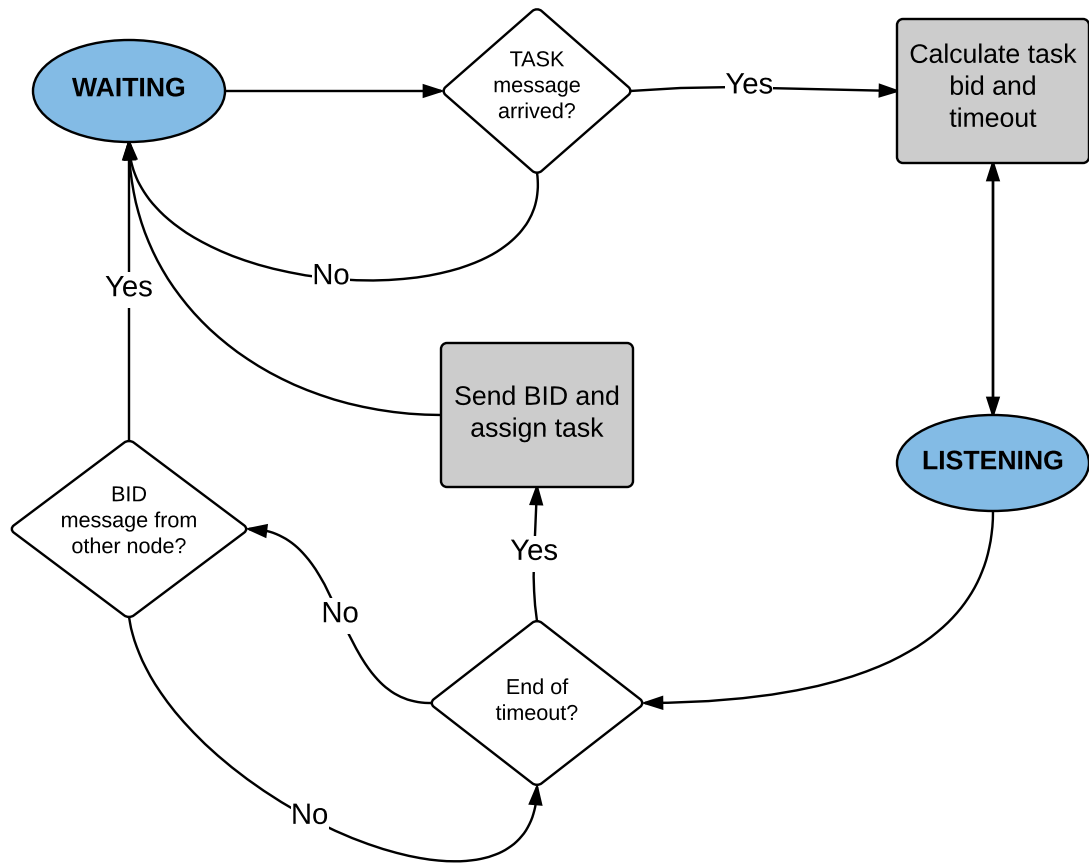 WAITING
TASK
message
arrived?
Yes
Calculate task
bid and
timeout
No
Yes
Send BID and
assign task
LISTENING
BID
message from
other node?
Yes
No
End of
timeout?
No